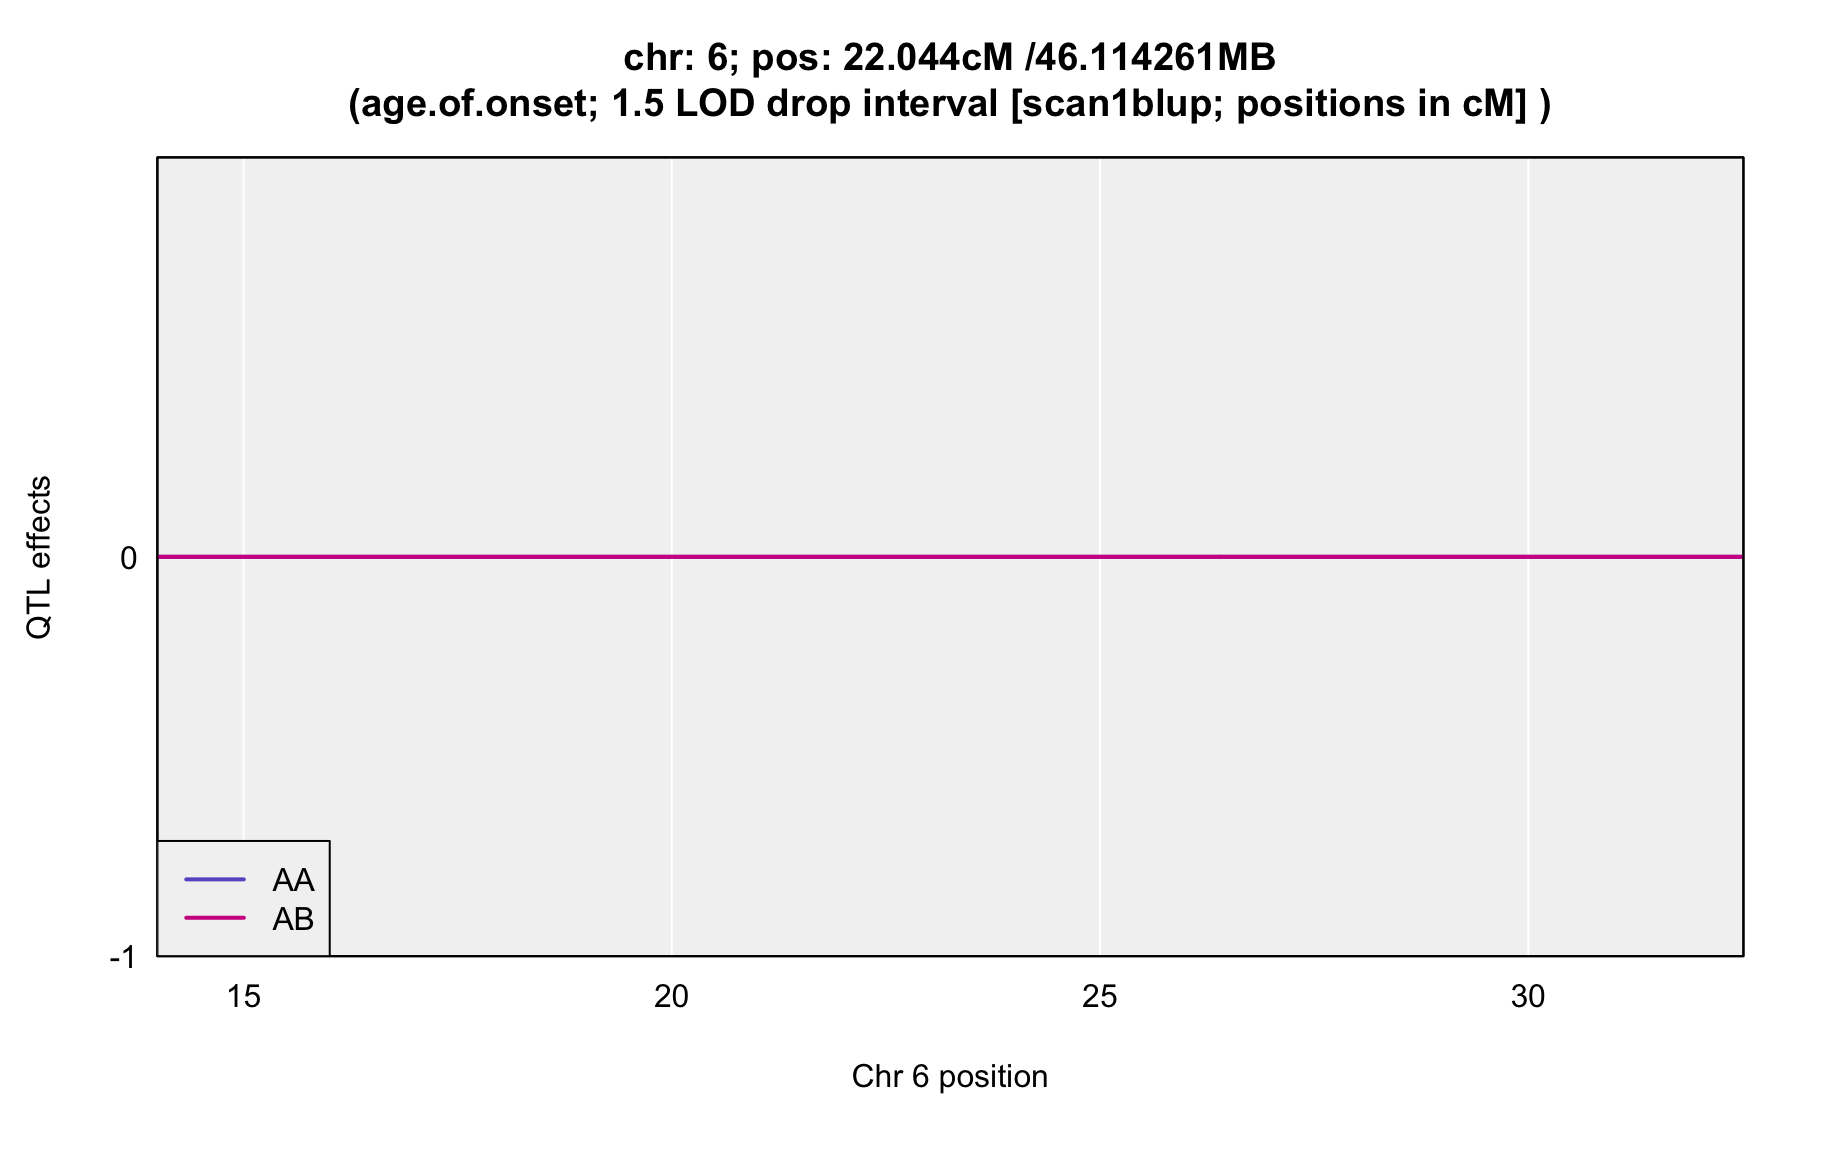 chr: 6; pos: 22.044cM /46.114261MB
(age.of.onset; 1.5 LOD drop interval [scan1blup; positions in cM] )
QTL effects
0
-1
AA
AB
15 20 25 30
Chr 6 position